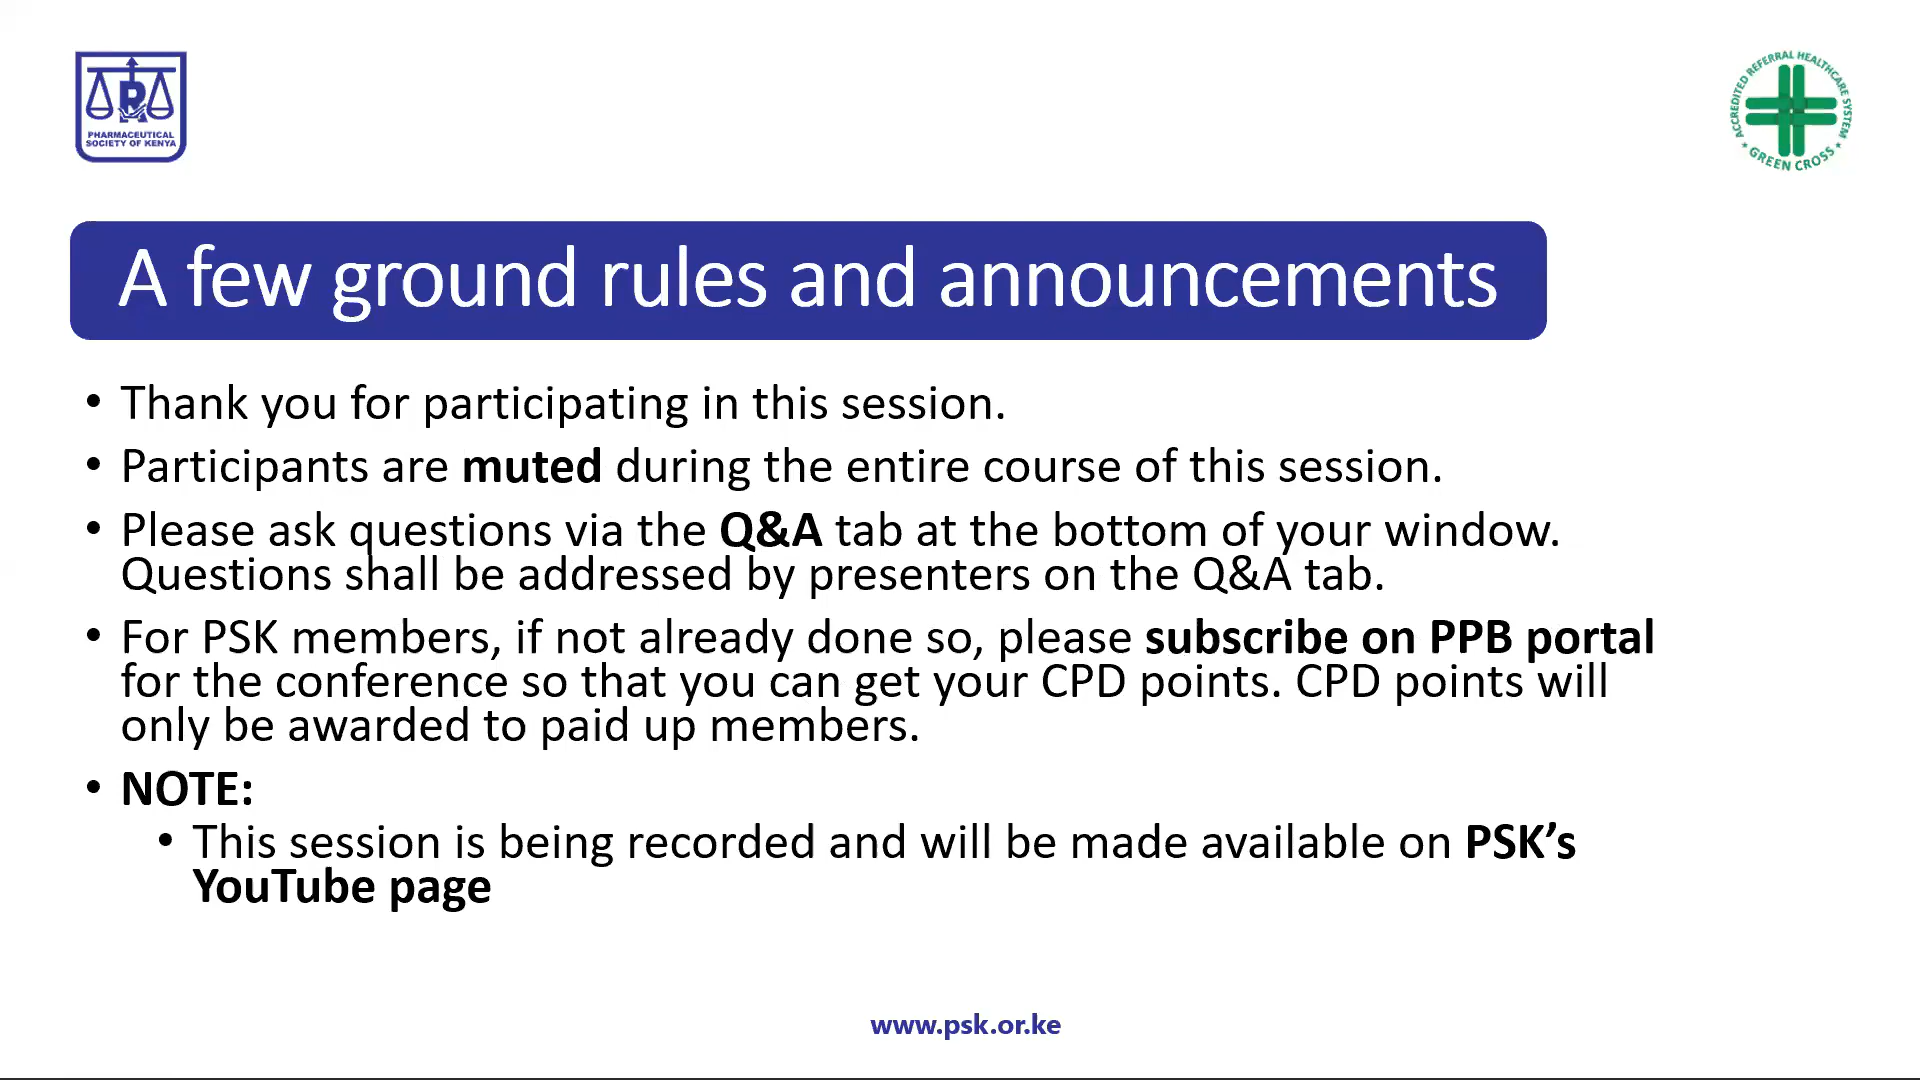 PHARMACEUTICAL
SOCIETY OF KENYA
ACCREDITED REFERRAL HEALTHCARE SYSTEM
* GREEN CROSS *
A few ground rules and announcements
• Thank you for participating in this session.
• Participants are muted during the entire course of this session.
• Please ask questions via the Q&A tab at the bottom of your window.
Questions shall be addressed by presenters on the Q&A tab.
• For PSK members, if not already done so, please subscribe on PPB portal
for the conference so that you can get your CPD points. CPD points will
only be awarded to paid up members.
• NOTE:
• This session is being recorded and will be made available on PSK’s
YouTube page
www.psk.or.ke